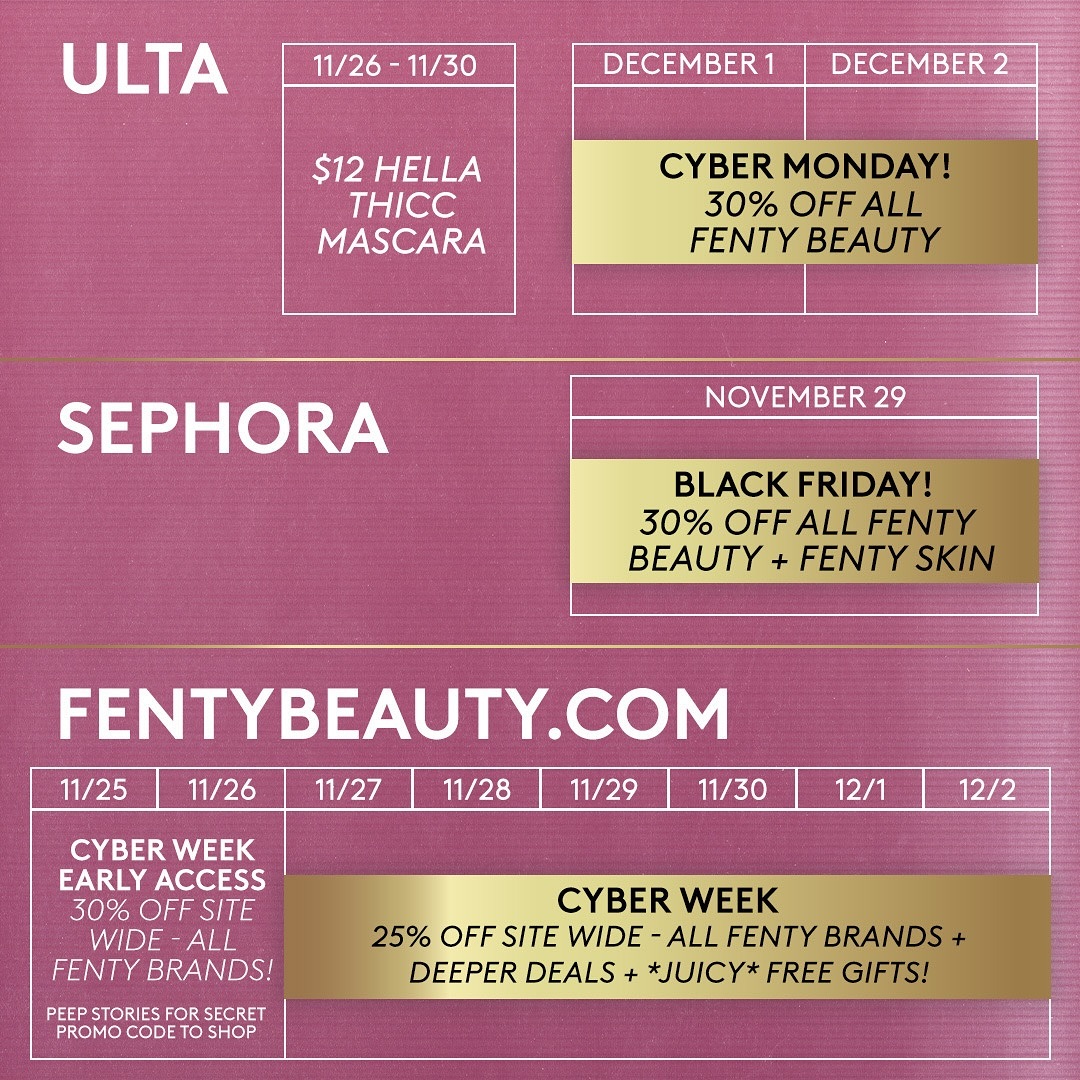 ULTA
11/26 - 11/30
$12 HELLA
THICC
MASCARA
DECEMBER 1
DECEMBER 2
CYBER MONDAY!
30% OFF ALL
FENTY BEAUTY
SEPHORA
NOVEMBER 29
BLACK FRIDAY!
30% OFF ALL FENTY
BEAUTY + FENTY SKIN
FENTYBEAUTY.COM
11/25
11/26
11/27
11/28
11/29
11/30
12/1
12/2
CYBER WEEK
EARLY ACCESS
30% OFF SITE
WIDE - ALL
FENTY BRANDS!
PEEP STORIES FOR SECRET
PROMO CODE TO SHOP
CYBER WEEK
25% OFF SITE WIDE - ALL FENTY BRANDS +
DEEPER DEALS + *JUICY* FREE GIFTS!